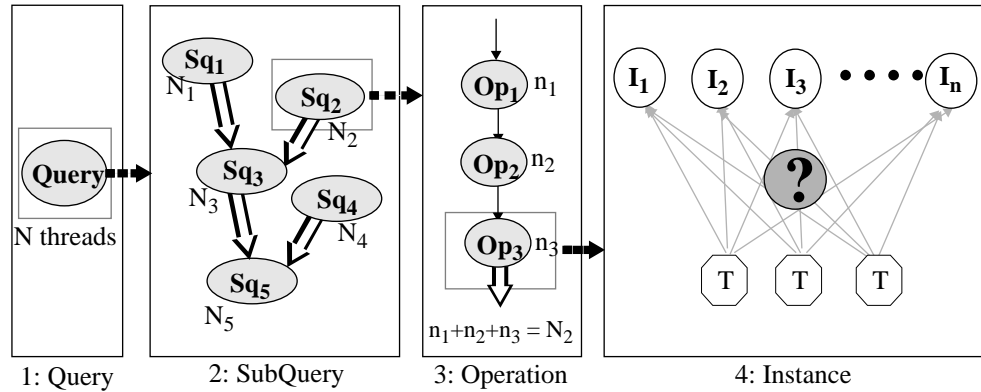 Query
N threads
1: Query
Sq1
N1
Sq2
N2
Sq3
N3
Sq4
N4
Sq5
N5
2: SubQuery
Op1 n1
Op2 n2
Op3 n3
n1+n2+n3 = N2
3: Operation
I1 I2 I3 • • • • • In
?
T T T
4: Instance